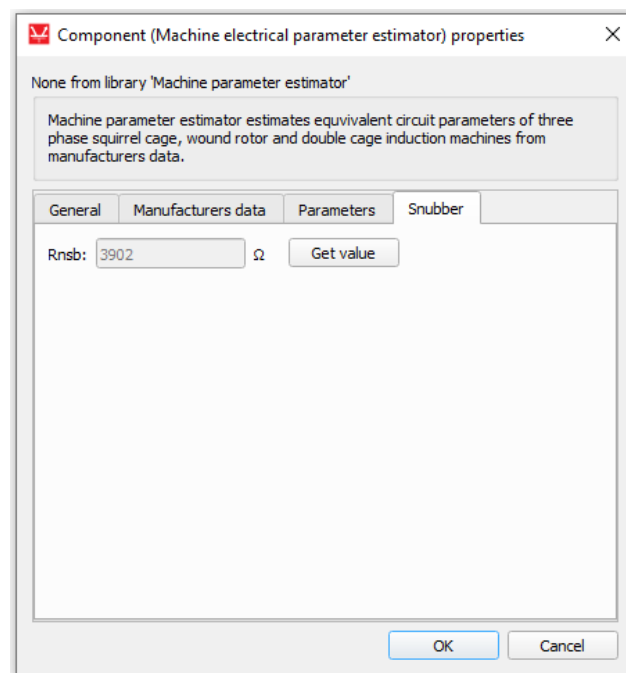 Component (Machine electrical parameter estimator) properties
None from library 'Machine parameter estimator'
Machine parameter estimator estimates equvivalent circuit parameters of three
phase squirrel cage, wound rotor and double cage induction machines from
manufacturers data.
General Manufacturers data Parameters Snubber
Rnsb: 3902 Ω Get value
OK Cancel